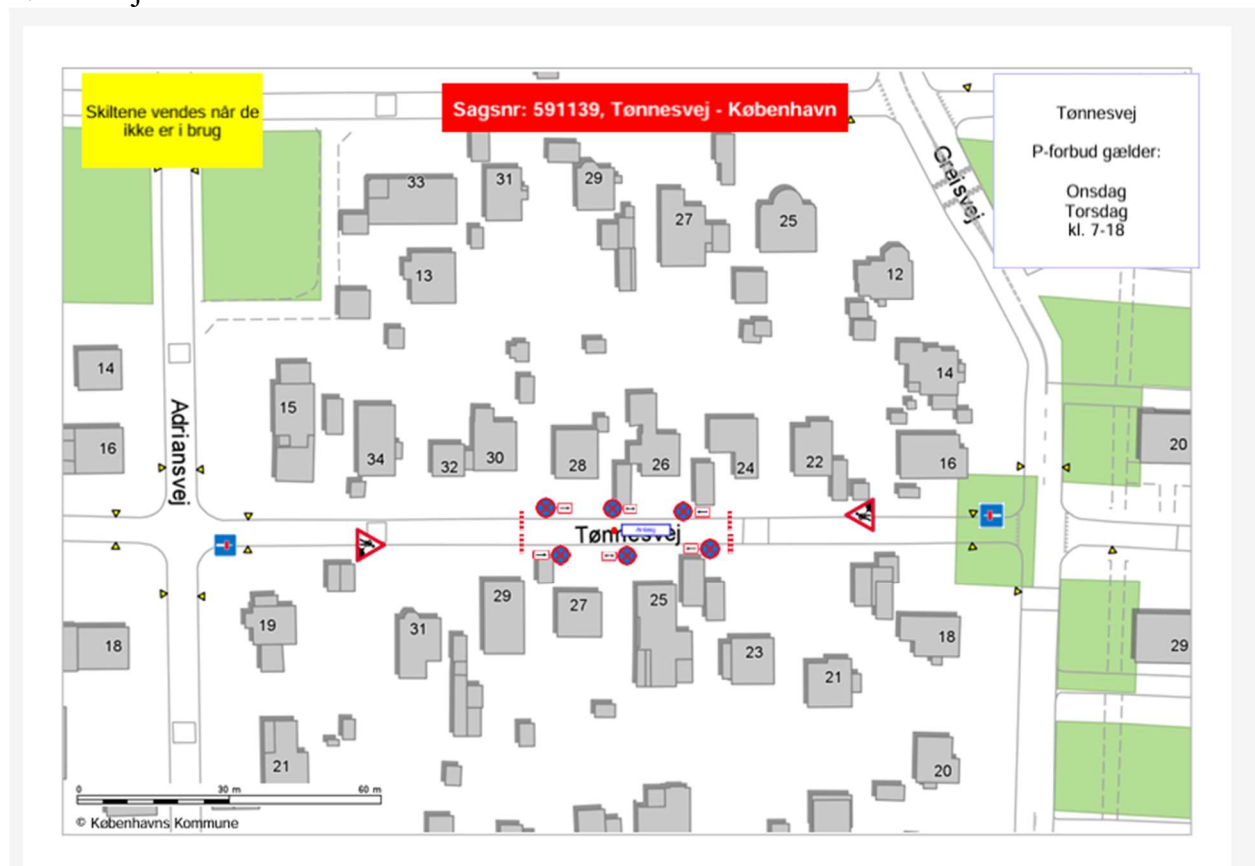 Skiltene vendes når de
ikke er i brug
Sagsnr: 591139, Tønnesvej - København
Tønnesvej
P-forbud gælder:
Onsdag
Torsdag
kl. 7-18
Grejsvej
33
31
29
27
25
13
12
14
14
15
Adriansvej
16
34
32
30
28
26
24
22
16
20
Tønnesvej
29
27
25
23
19
31
18
18
29
21
21
20
0
30 m
60 m
© Københavns Kommune